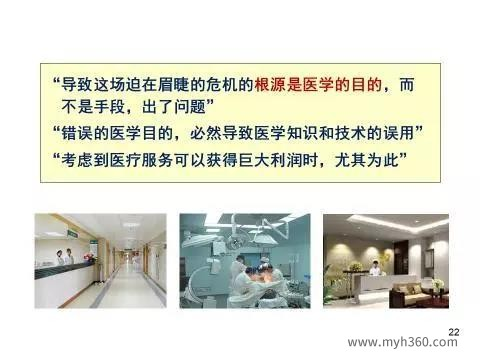 “导致这场迫在眉睫的危机的根源是医学的目的，而
不是手段，出了问题”
“错误的医学目的，必然导致医学知识和技术的误用”
“考虑到医疗服务可以获得巨大利润时，尤其为此”
22
www.myh360.com